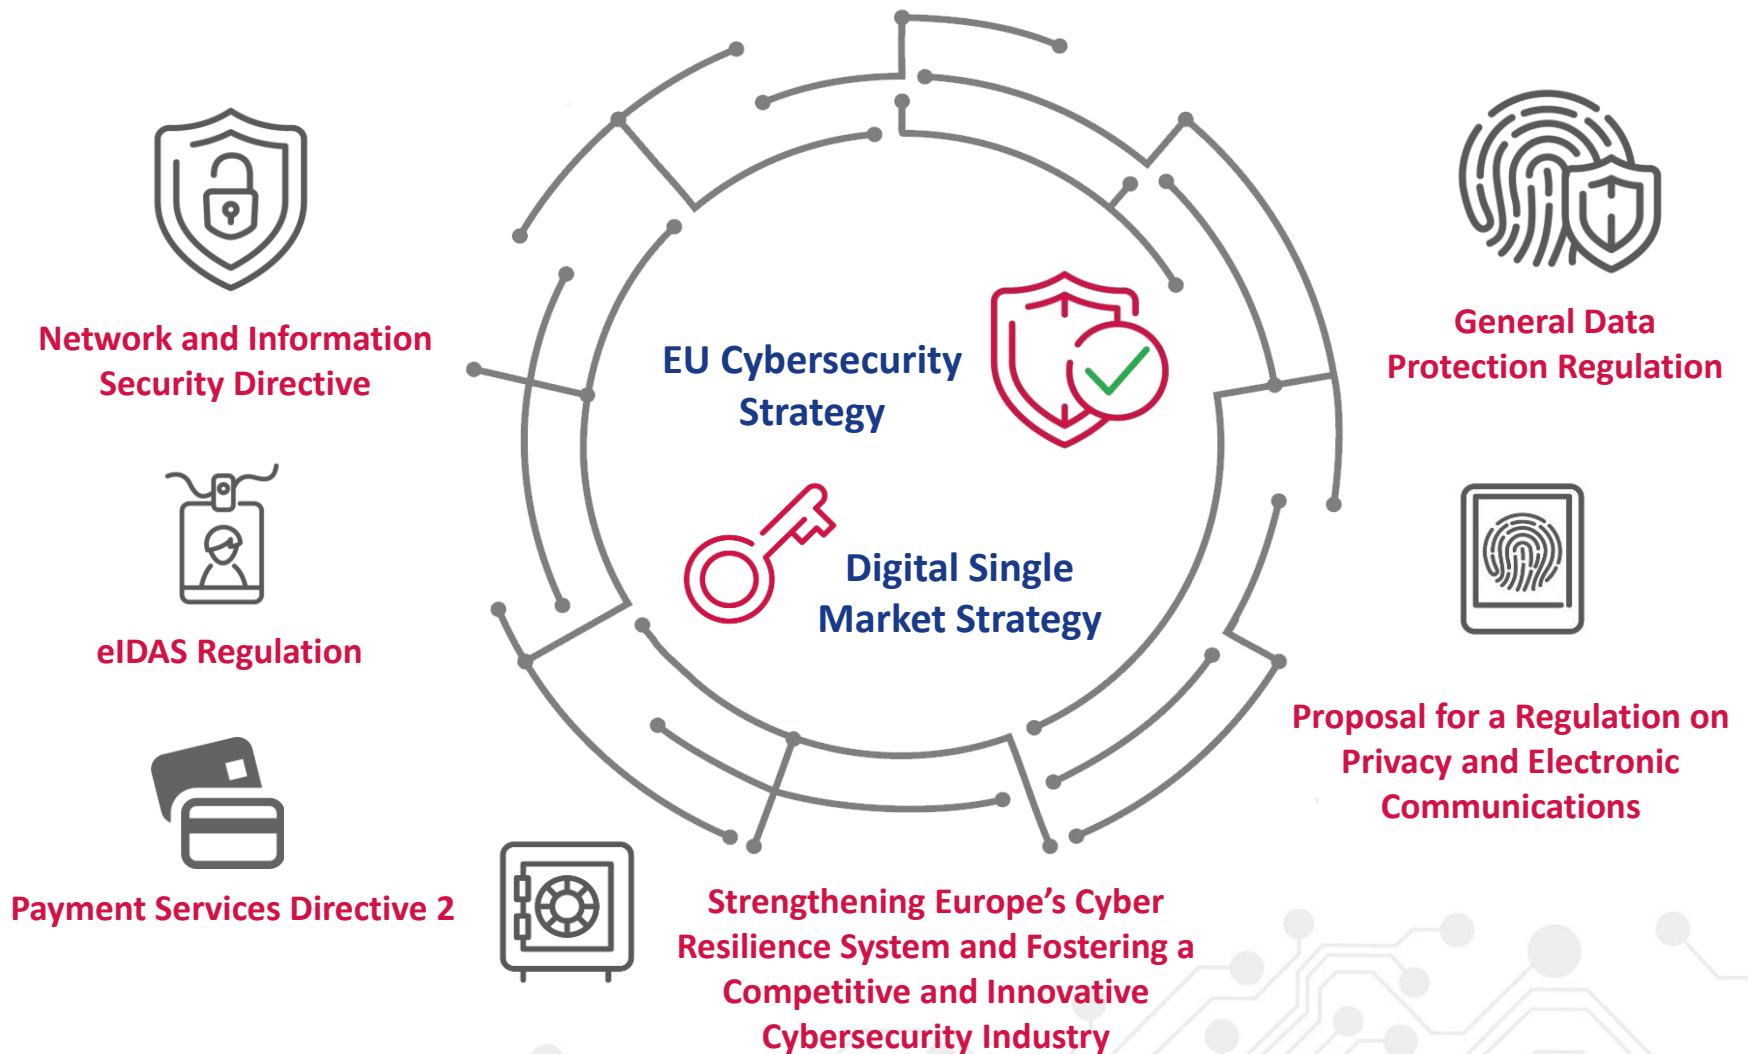 Network and Information
Security Directive
eIDAS Regulation
Payment Services Directive 2
EU Cybersecurity
Strategy
Digital Single
Market Strategy
Strengthening Europe’s Cyber
Resilience System and Fostering a
Competitive and Innovative
Cybersecurity Industry
General Data
Protection Regulation
Proposal for a Regulation on
Privacy and Electronic
Communications